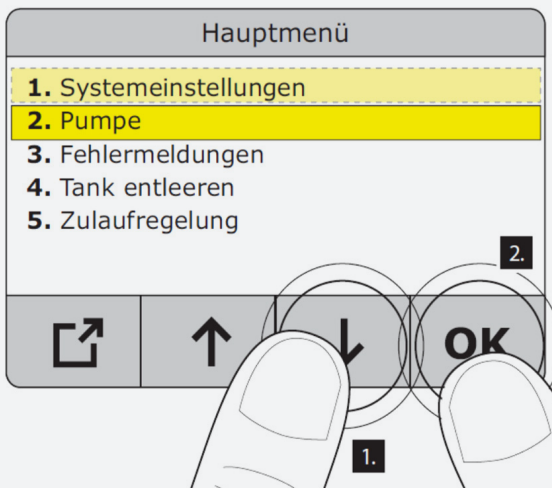 Hauptmenü
1. Systemeinstellungen
2. Pumpe
3. Fehlermeldungen
4. Tank entleeren
5. Zulaufregelung
2.
OK
1.